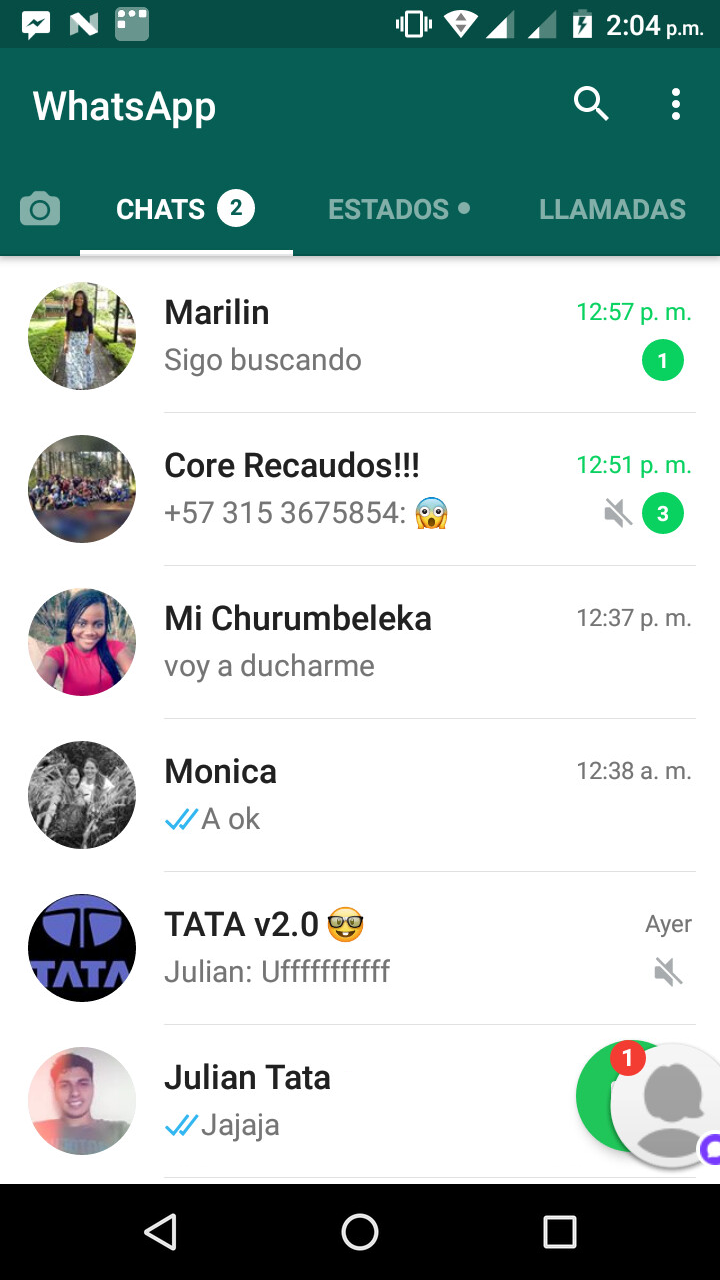 2:04 p.m.
WhatsApp
CHATS 2 ESTADOS LLAMADAS
Marilin 12:57 p. m.
Sigo buscando 1
Core Recaudos!!! 12:51 p. m.
+57 315 3675854: 😱 3
Mi Churumbeleka 12:37 p. m.
voy a ducharme
Monica 12:38 a. m.
A ok
TATA v2.0 🤓 Ayer
TATA
Julian: Ufffffffffff
Julian Tata 1
Jajaja